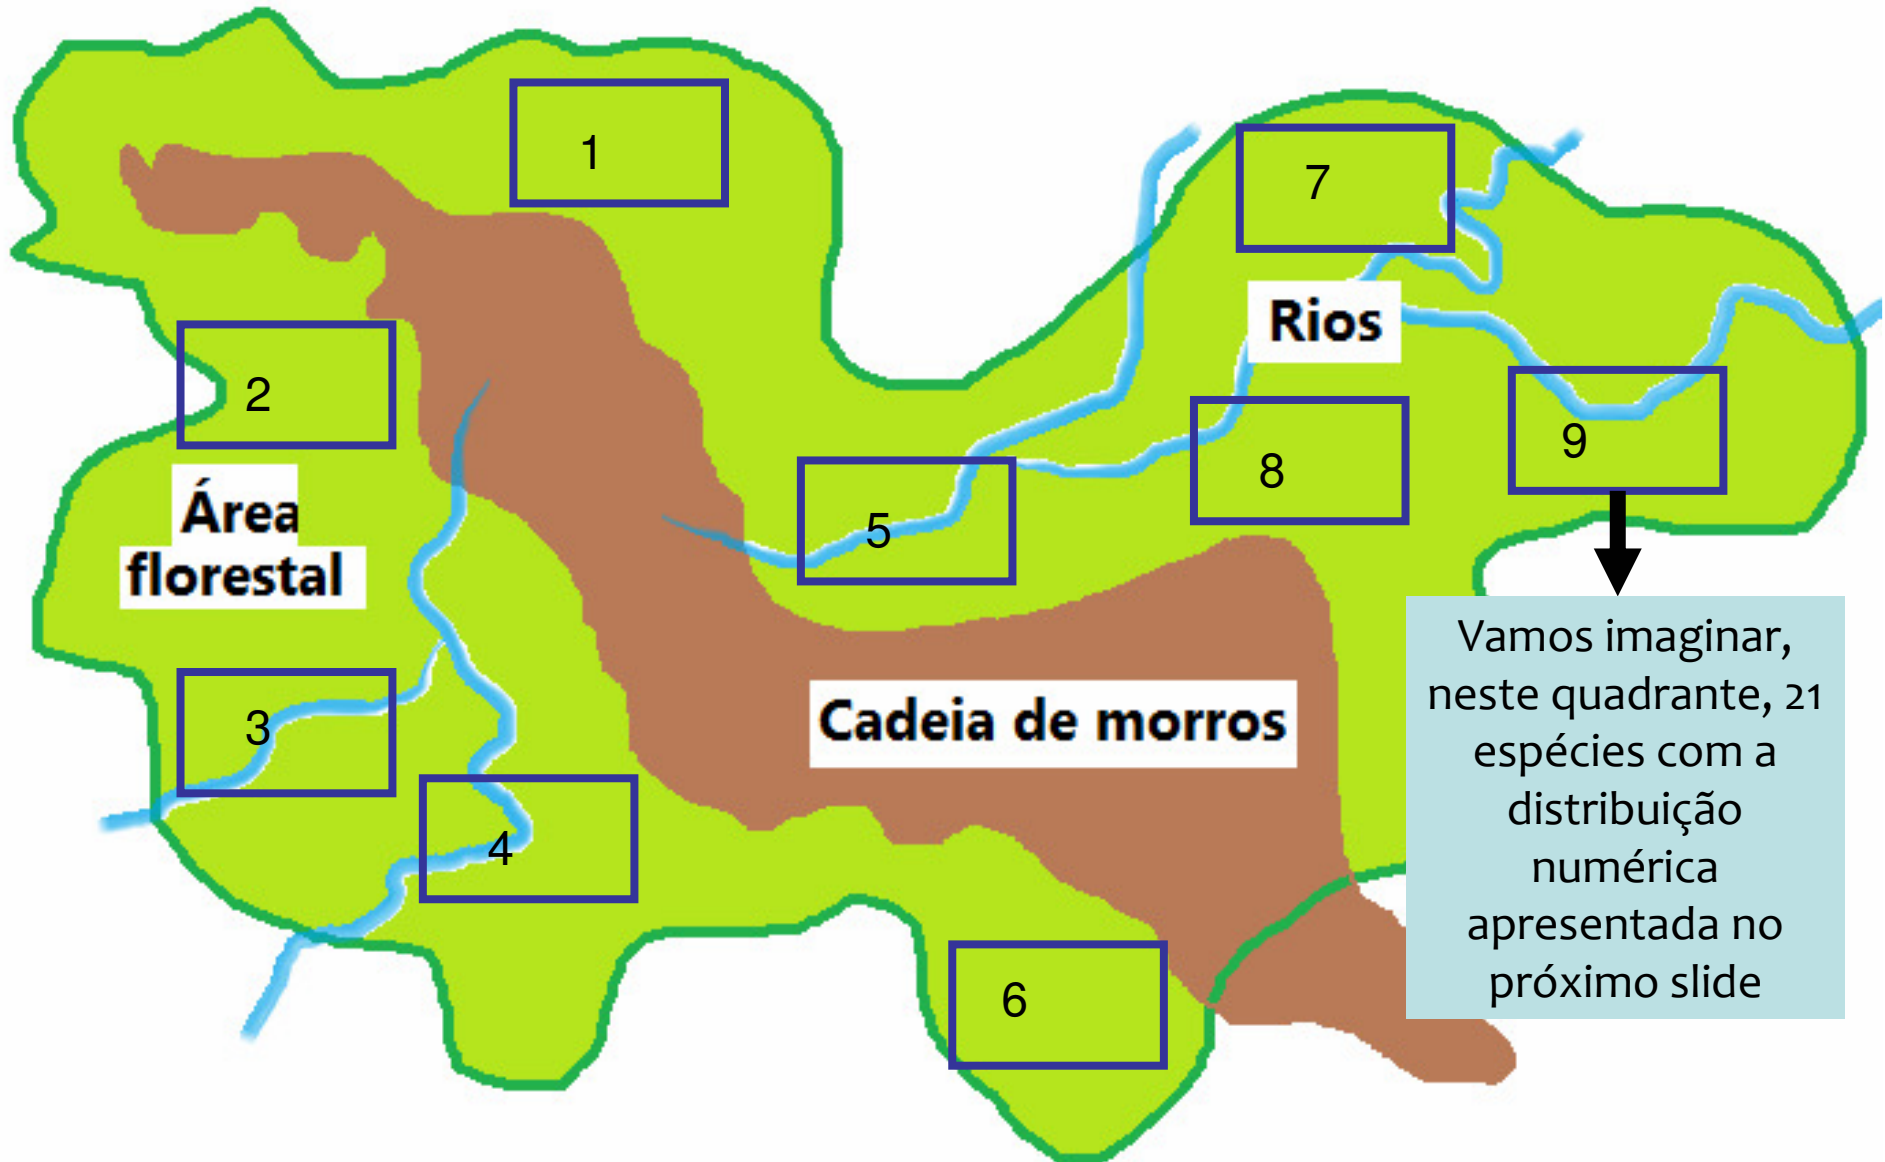 1
7
Rios
2
9
8
Área
florestal
5
Vamos imaginar,
neste quadrante, 21
espécies com a
distribuição
numérica
apresentada no
próximo slide
3
Cadeia de morros
4
6